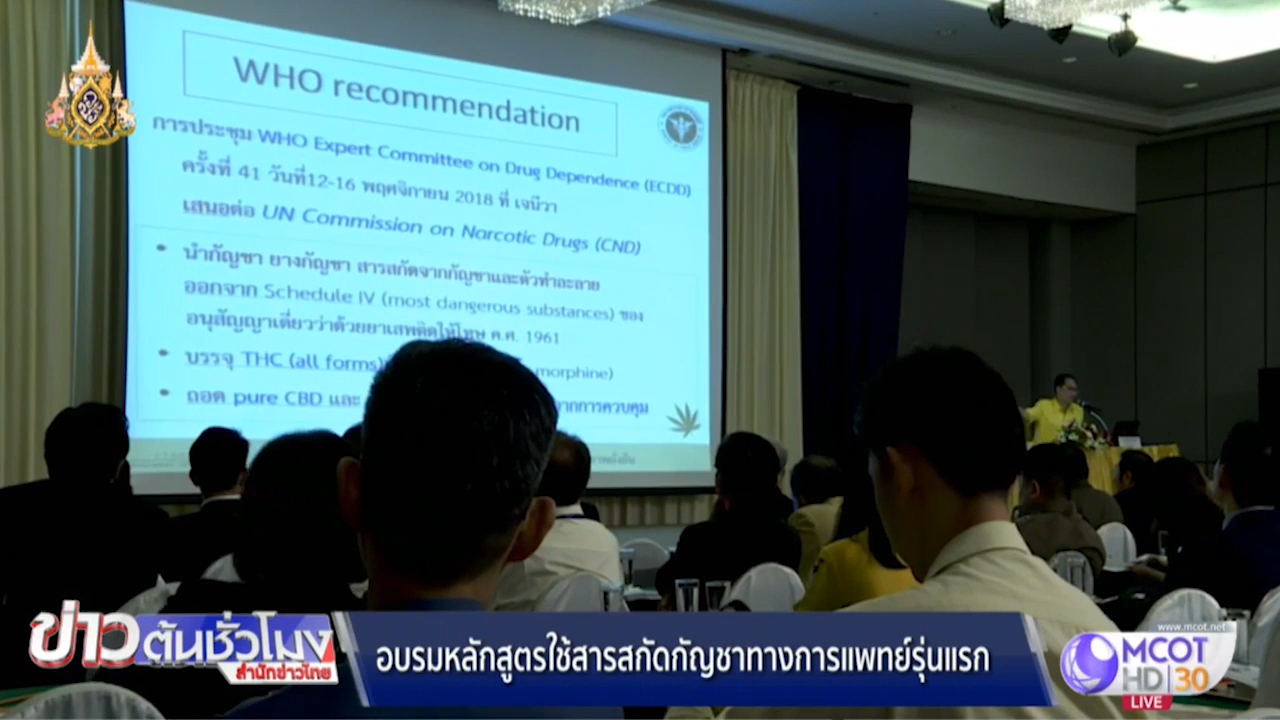 WHO recommendation
การประชุม WHO Expert Committee on Drug Dependence (ECDD)
ครั้งที่ 41 วันที่12-16 พฤศจิกายน 2018 ที่ เจนีวา
เสนอต่อ UN Commission on Narcotic Drugs (CND)
• นำกัญชา ยางกัญชา สารสกัดจากกัญชาและตัวทำละลาย
ออกจาก Schedule IV (most dangerous substances) ของ
อนุสัญญาเดี่ยวว่าด้วยยาเสพติดให้โทษ ค.ศ. 1961
• บรรจุ THC (all forms) morphine)
• ถอด pure CBD และ จากการควบคุม
ข่าวต้นชั่วโมง
สำนักข่าวไทย
อบรมหลักสูตรใช้สารสกัดกัญชาทางการแพทย์รุ่นแรก
www.mcot.net
MCOT
HD 30
LIVE